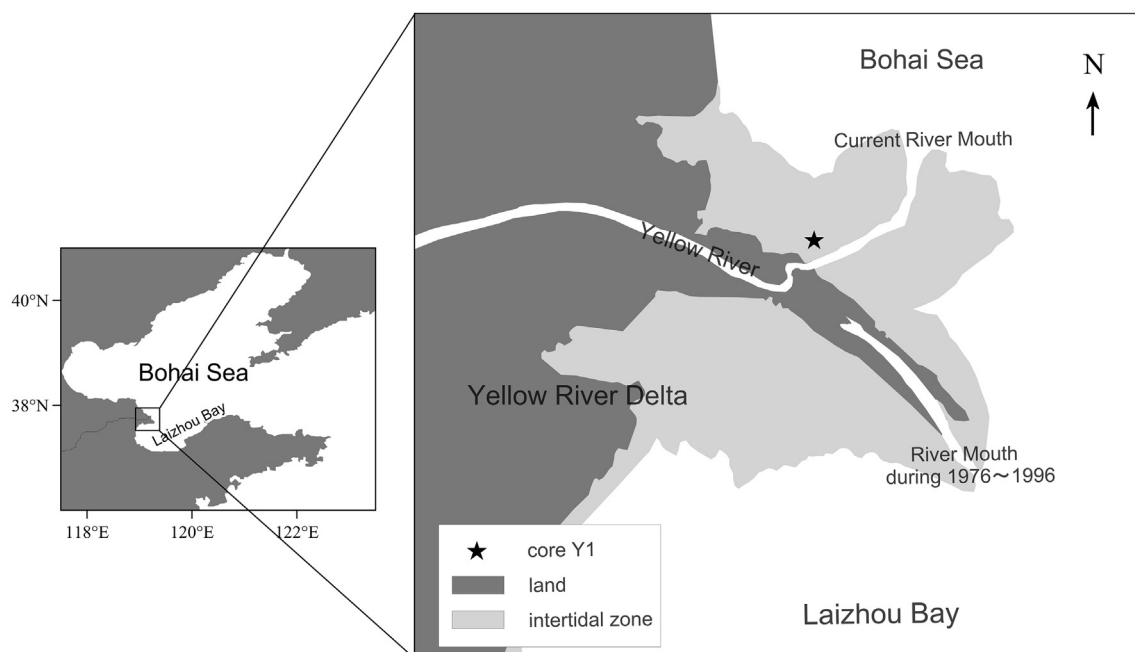 40°N
38°N
118°E
120°E
122°E
Bohai Sea
Laizhou Bay
Bohai Sea
N
Current River Mouth
Yellow River
Yellow River Delta
River Mouth
during 1976～1996
Laizhou Bay
core Y1
land
intertidal zone